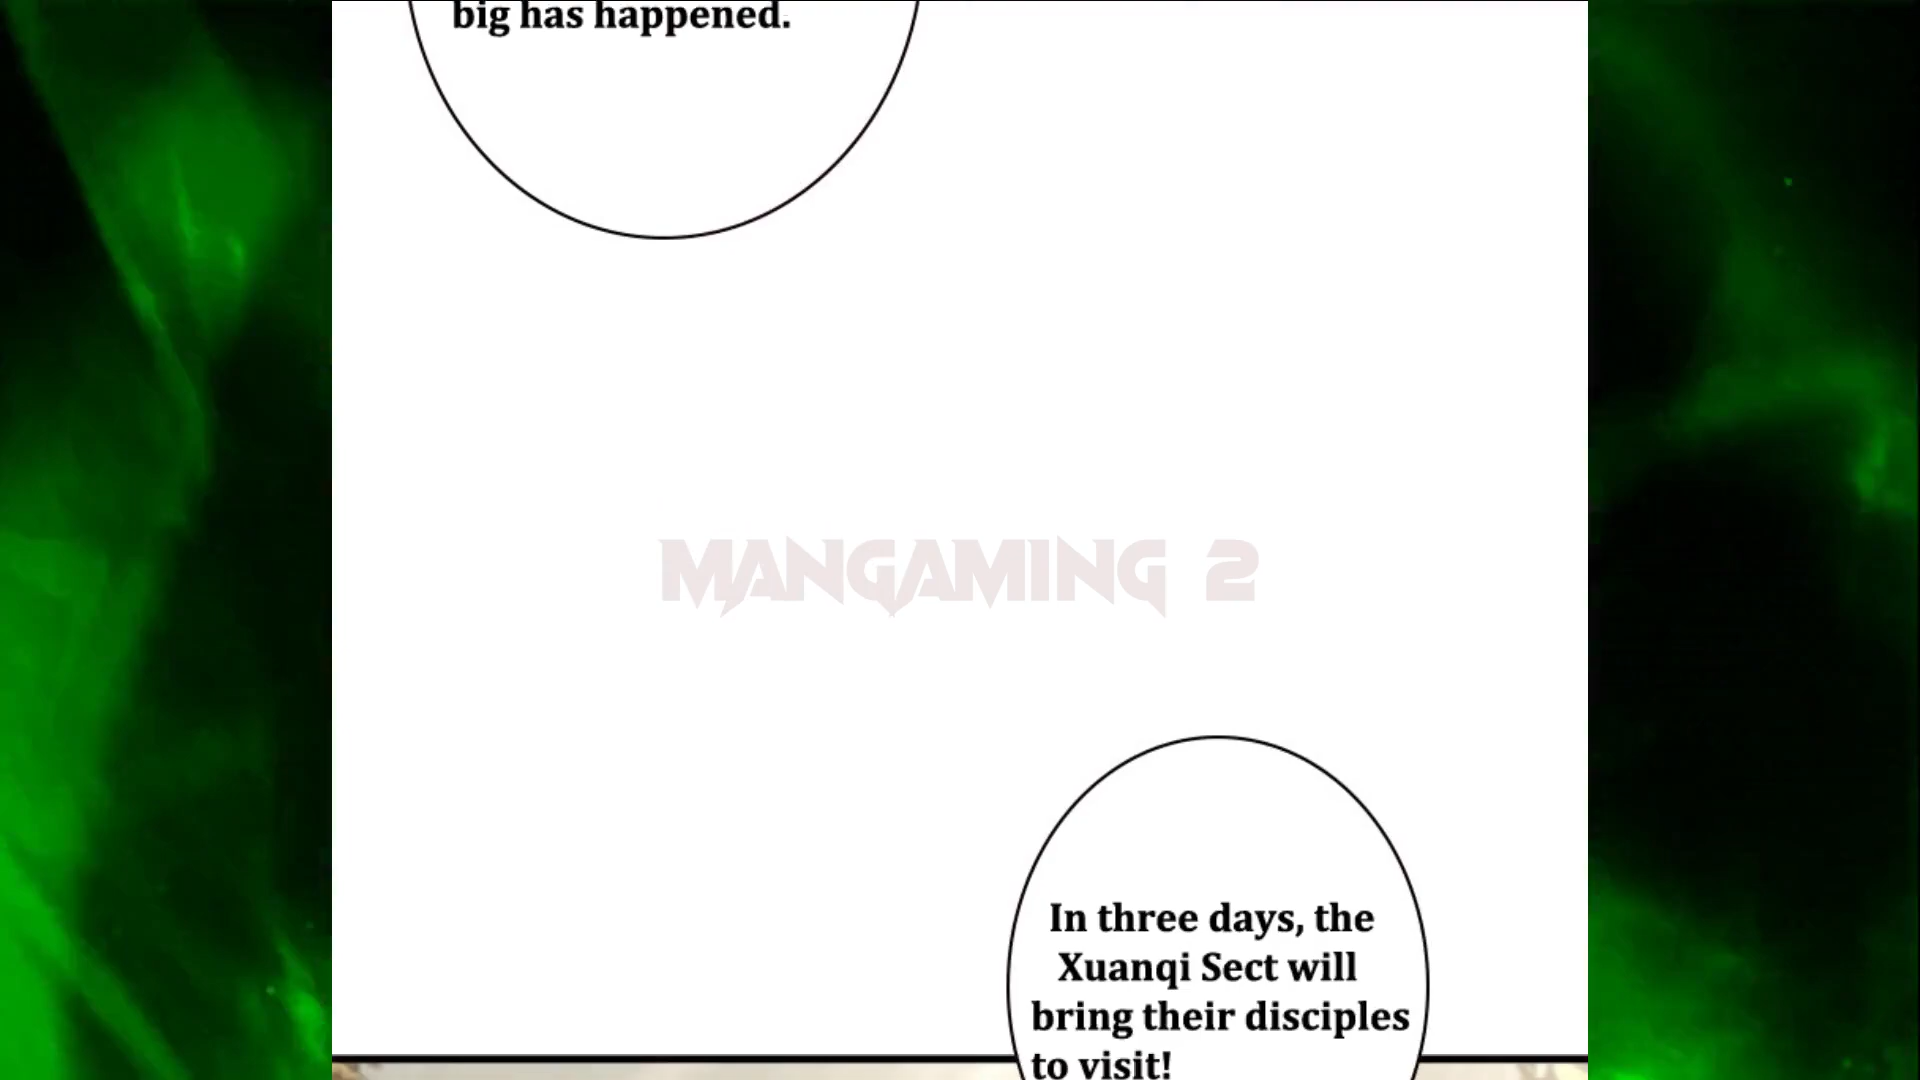 big has happened.
MANGAMING 2
In three days, the
Xuanqi Sect will
bring their disciples
to visit!